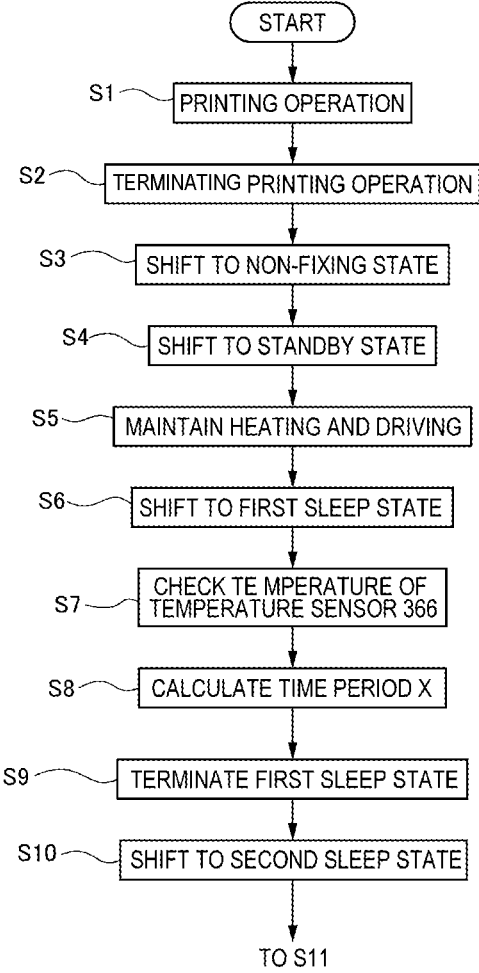 START
S1
PRINTING OPERATION
S2
TERMINATING PRINTING OPERATION
S3
SHIFT TO NON-FIXING STATE
S4
SHIFT TO STANDBY STATE
S5
MAINTAIN HEATING AND DRIVING
S6
SHIFT TO FIRST SLEEP STATE
S7
CHECK TE MPERATURE OF
TEMPERATURE SENSOR 366
S8
CALCULATE TIME PERIOD X
S9
TERMINATE FIRST SLEEP STATE
S10
SHIFT TO SECOND SLEEP STATE
TO S11